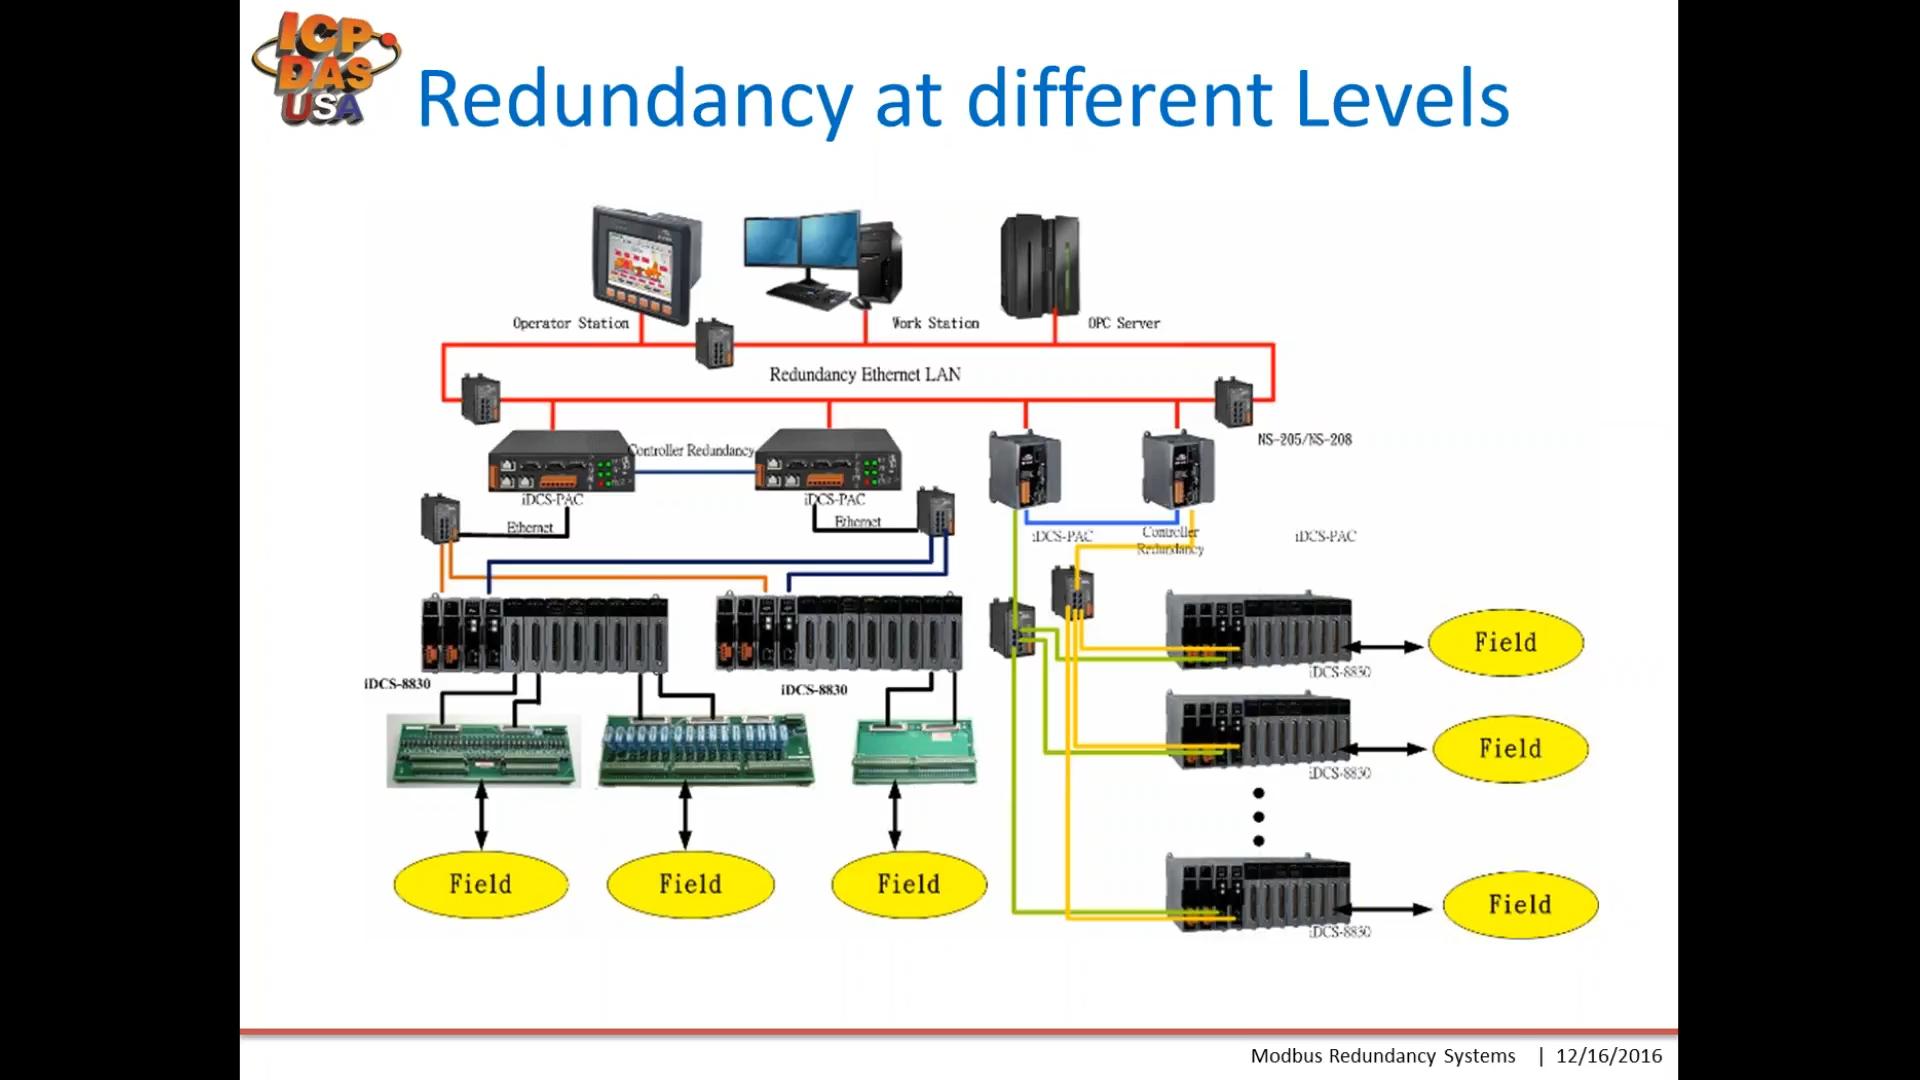 ICP
DAS
USA
Redundancy at different Levels
Operator Station
Work Station
OPC Server
Redundancy Ethernet LAN
NS-205/NS-208
Controller Redundancy
iDCS-PAC
iDCS-PAC
Ethernet
Ethernet
iDCS-PAC
Controller
Redundancy
iDCS-PAC
iDCS-8830
iDCS-8830
Field
iDCS-8830
Field
iDCS-8830
Field
Field
Field
Field
iDCS-8830
Modbus Redundancy Systems | 12/16/2016